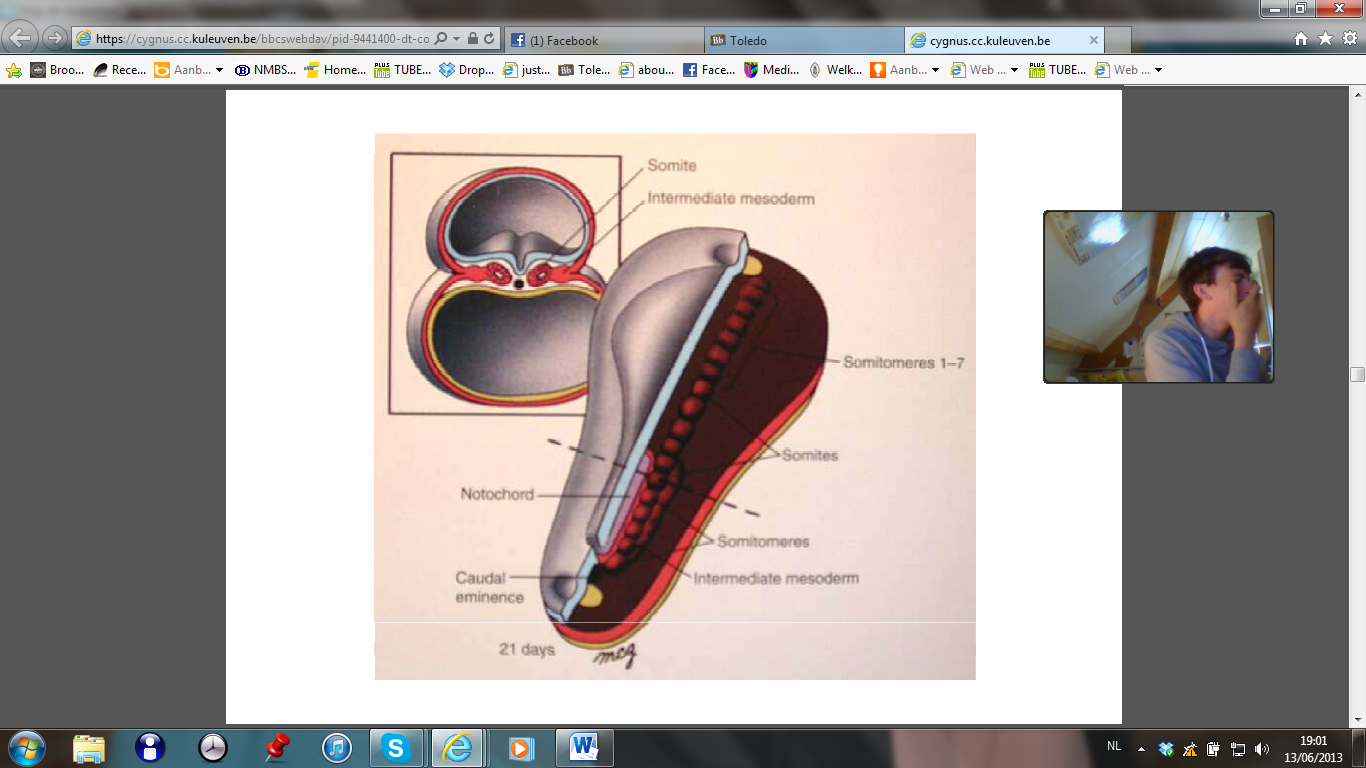 https://cygnus.cc.kuleuven.be/bbcswebdav/pid-9441400-dt-co
(1) Facebook
Toledo
cygnus.cc.kuleuven.be
Broo...
Rece...
Aanb...
NMBS...
Home...
TUBE...
Drop...
just...
Tole...
abou...
Face...
Medi...
Welk...
Aanb...
Web ...
TUBE...
Web ...
Somite
Intermediate mesoderm
Somitomeres 1–7
Somites
Notochord
Somitomeres
Caudal
eminence
Intermediate mesoderm
21 days
mcg
NL
19:01
13/06/2013